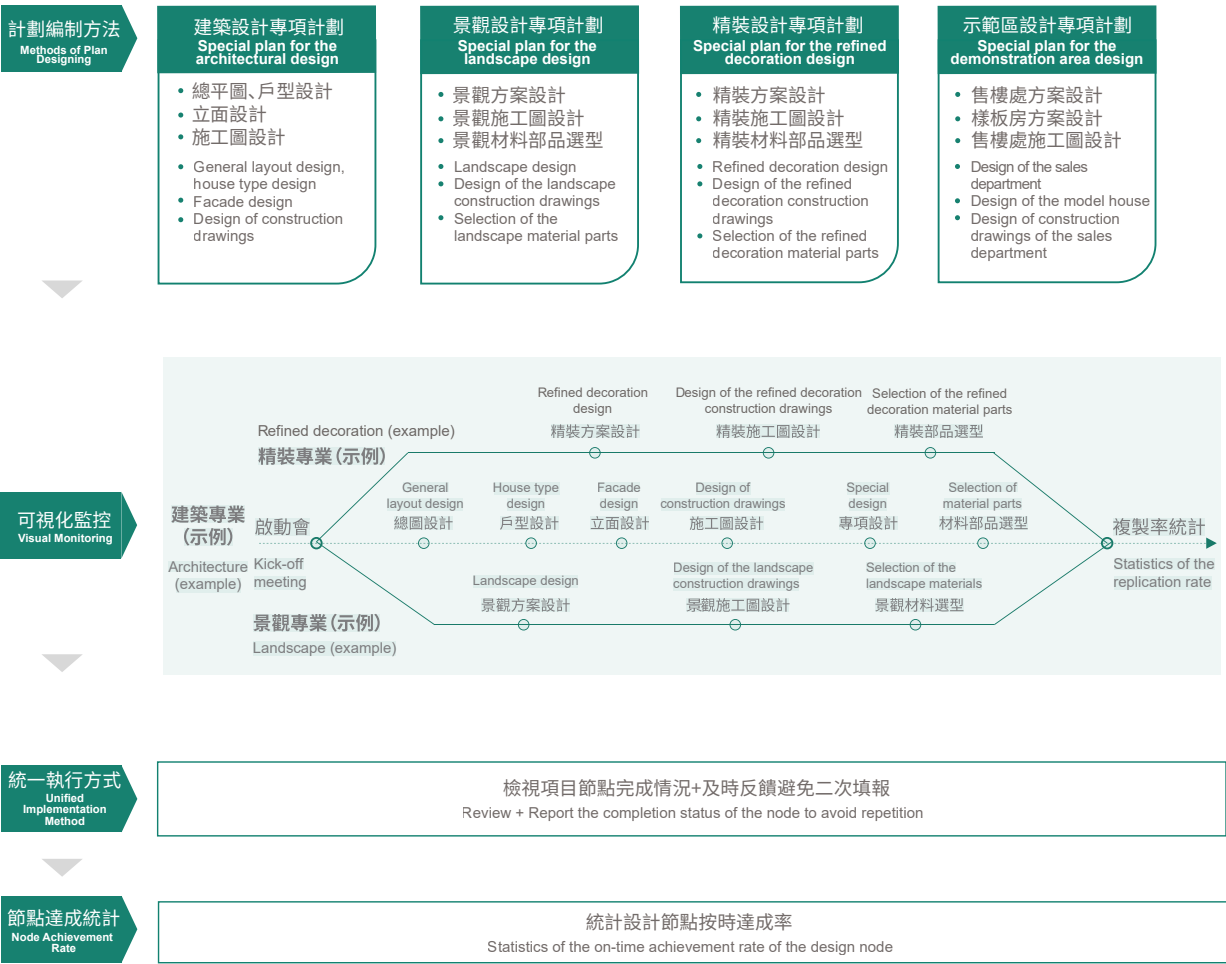 計劃編制方法
Methods of Plan
Designing
建築設計專項計劃
Special plan for the
architectural design
• 總平圖、戶型設計
• 立面設計
• 施工圖設計
• General layout design,
house type design
• Facade design
• Design of construction
drawings
景觀設計專項計劃
Special plan for the
landscape design
• 景觀方案設計
• 景觀施工圖設計
• 景觀材料部品選型
• Landscape design
• Design of the landscape
construction drawings
• Selection of the
landscape material parts
精裝設計專項計劃
Special plan for the refined
decoration design
• 精裝方案設計
• 精裝施工圖設計
• 精裝材料部品選型
• Refined decoration design
• Design of the refined
decoration construction
drawings
• Selection of the refined
decoration material parts
示範區設計專項計劃
Special plan for the
demonstration area design
• 售樓處方案設計
• 樣板房方案設計
• 售樓處施工圖設計
• Design of the sales
department
• Design of the model house
• Design of construction
drawings of the sales
department
可視化監控
Visual Monitoring
Refined decoration (example)
精裝專業(示例)
Refined decoration
design
精裝方案設計
Design of the refined decoration
construction drawings
精裝施工圖設計
Selection of the refined
decoration material parts
精裝部品選型
建築專業
(示例)
Architecture
(example)
啟動會
Kick-off
meeting
General
layout design
總圖設計
House type
design
戶型設計
Facade
design
立面設計
Design of
construction drawings
施工圖設計
Special
design
專項設計
Selection of
material parts
材料部品選型
複製率統計
Statistics of the
replication rate
景觀專業(示例)
Landscape (example)
Landscape design
景觀方案設計
Design of the landscape
construction drawings
景觀施工圖設計
Selection of the
landscape materials
景觀材料選型
統一執行方式
Unified
Implementation
Method
檢視項目節點完成情況+及時反饋避免二次填報
Review + Report the completion status of the node to avoid repetition
節點達成統計
Node Achievement
Rate
統計設計節點按時達成率
Statistics of the on-time achievement rate of the design node